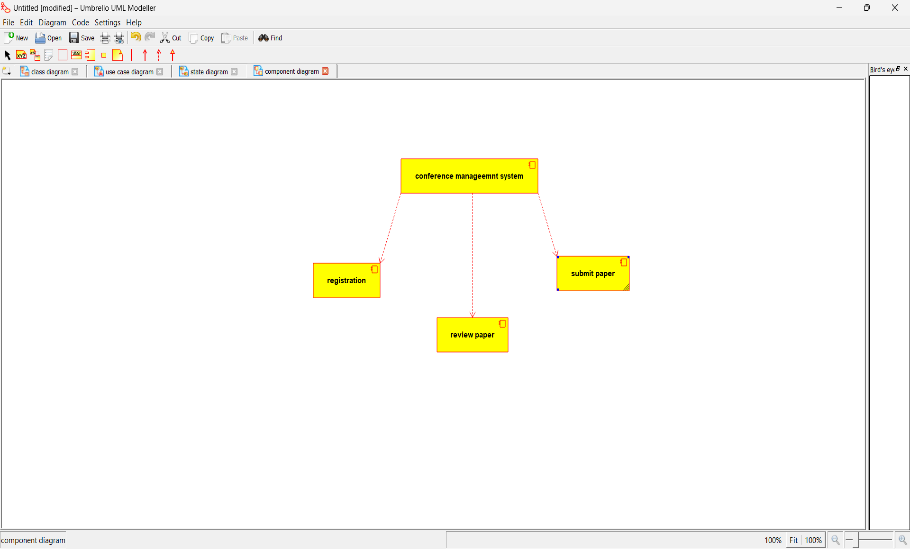 Untitled [modified] – Umbrello UML Modeller
File Edit Diagram Code Settings Help
New Open Save Cut Copy Paste Find
class diagram use case diagram state diagram component diagram
Bird's ey
conference manageemnt system
submit paper
registration
review paper
component diagram
100% Fit 100%